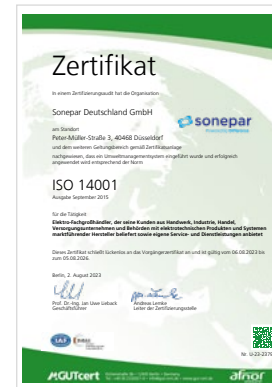 Zertifikat
In einem Zertifizierungsaudit hat die Organisation
Sonepar Deutschland GmbH
am Standort
Peter-Müller-Straße 3, 40468 Düsseldorf
und dem weiteren Geltungsbereich gemäß Zertifikatsanlage
sonepar
Powered by Difference
nachgewiesen, dass ein Umweltmanagementsystem eingeführt wurde und erfolgreich
angewendet wird entsprechend der Norm
ISO 14001
Ausgabe September 2015
für die Tätigkeit
Elektro-Fachgroßhändler, der seine Kunden aus Handwerk, Industrie, Handel,
Versorgungsunternehmen und Behörden mit elektrotechnischen Produkten und Systemen
marktführender Hersteller beliefert sowie eigene Service- und Dienstleistungen anbietet
Dieses Zertifikat schließt lückenlos an das Vorgängerzertifikat an und ist gültig vom 06.08.2023 bis
zum 05.08.2026.
Berlin, 2. August 2023
Prof. Dr.-Ing. Jan Uwe Lieback
Geschäftsführer
Andreas Lemke
Leiter der Zertifizierungsstelle
IAF
GUTcert
afnor